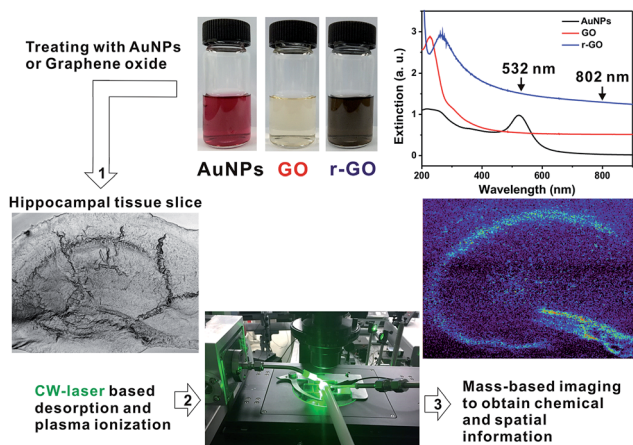 Treating with AuNPs
or Graphene oxide
AuNPs GO r-GO
Extinction (a. u.)
3
2
1
0
AuNPs
GO
r-GO
532 nm
802 nm
200 400 600 800
Wavelength (nm)
1
Hippocampal tissue slice
CW-laser based
desorption and
plasma ionization
2
3
Mass-based imaging
to obtain chemical
and spatial
information